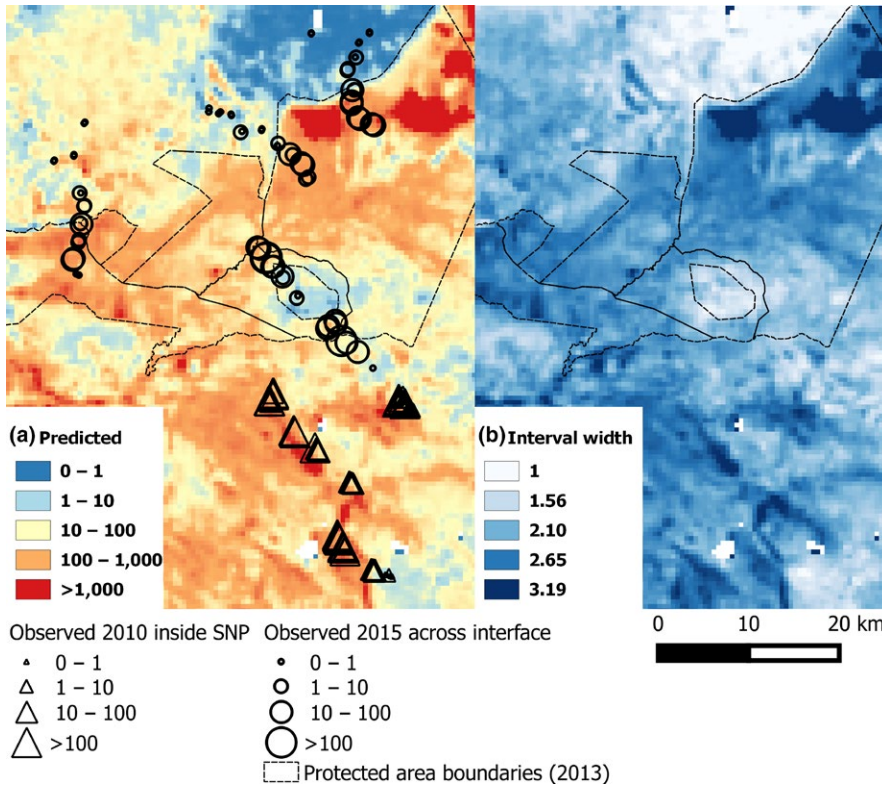 (a) Predicted
0 – 1
1 – 10
10 – 100
100 – 1,000
>1,000
(b) Interval width
1
1.56
2.10
2.65
3.19
0 10 20 km
Observed 2010 inside SNP
0 – 1
1 – 10
10 – 100
>100
Observed 2015 across interface
0 – 1
1 – 10
10 – 100
>100
Protected area boundaries (2013)